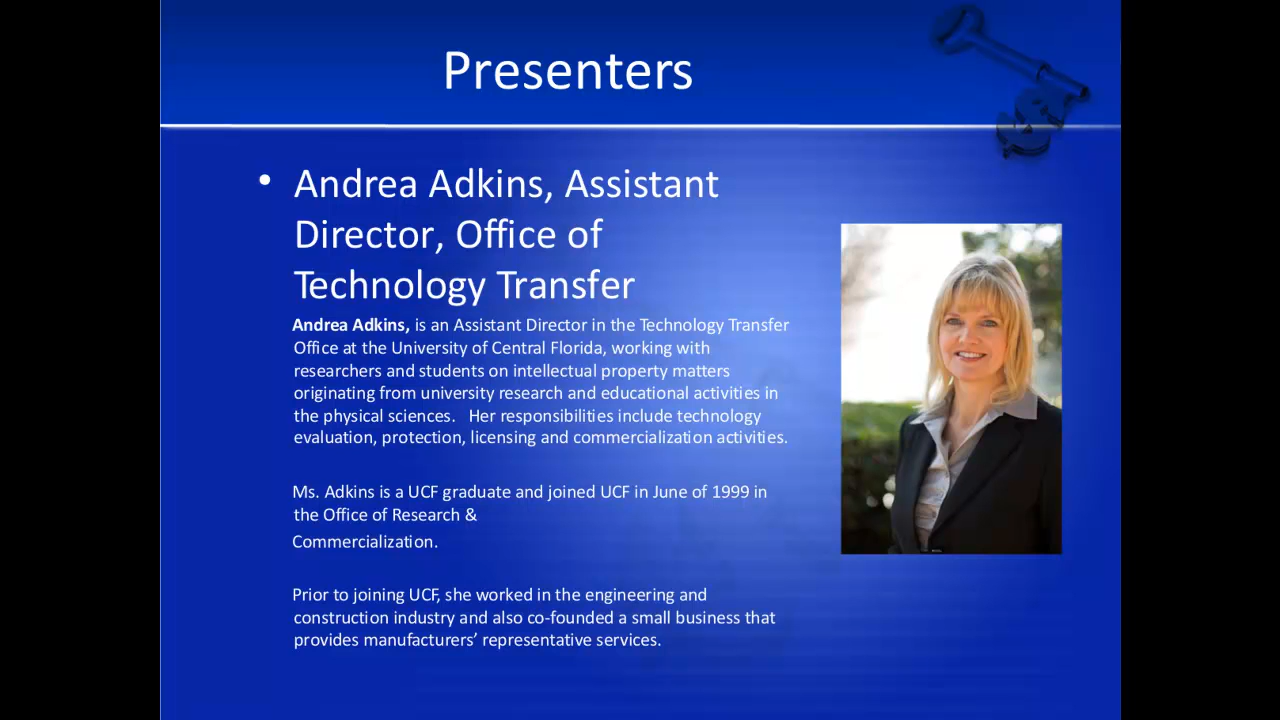 Presenters
• Andrea Adkins, Assistant
Director, Office of
Technology Transfer
Andrea Adkins, is an Assistant Director in the Technology Transfer
Office at the University of Central Florida, working with
researchers and students on intellectual property matters
originating from university research and educational activities in
the physical sciences.   Her responsibilities include technology
evaluation, protection, licensing and commercialization activities.
Ms. Adkins is a UCF graduate and joined UCF in June of 1999 in
the Office of Research &
Commercialization.
Prior to joining UCF, she worked in the engineering and
construction industry and also co-founded a small business that
provides manufacturers’ representative services.